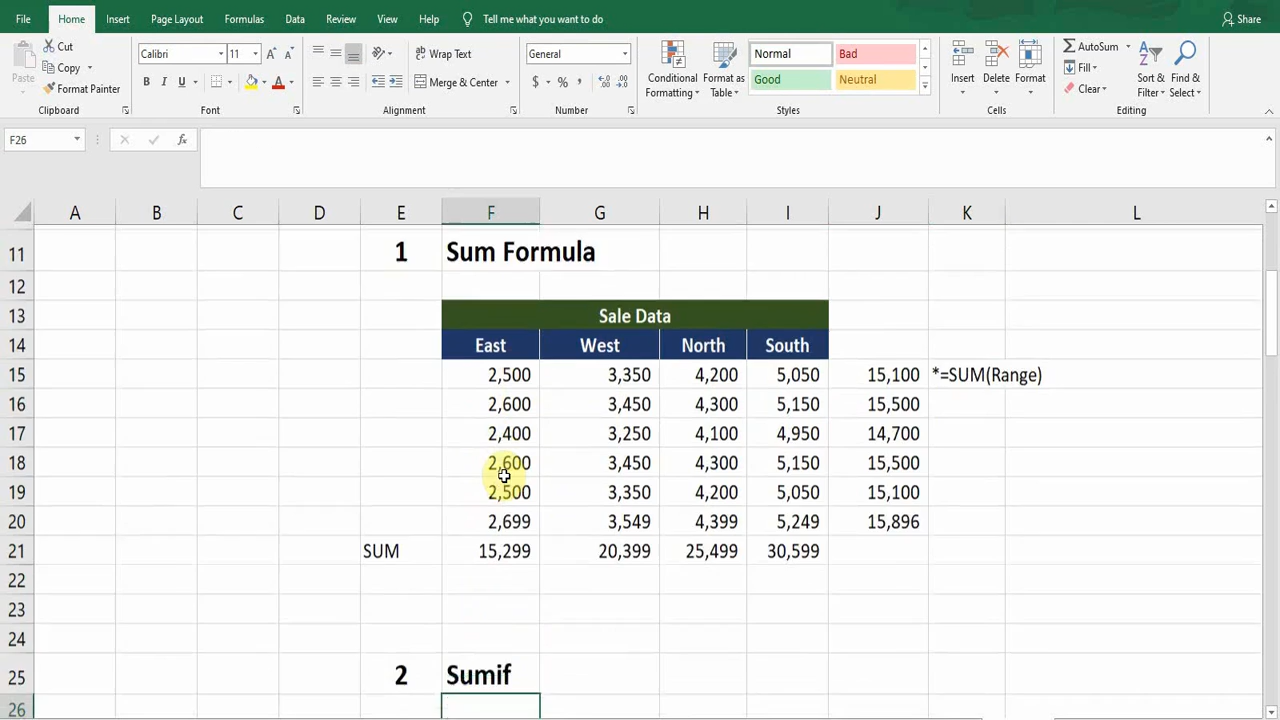 File Home Insert Page Layout Formulas Data Review View Help Tell me what you want to do Share
Paste Cut Copy Format Painter Clipboard
Calibri 11 A A B I U A Font
Wrap Text Merge & Center Alignment
General $ % , .00 Number
Conditional Formatting Format as Table Normal Bad Good Neutral Styles
Insert Delete Format Cells
AutoSum Fill Clear Sort & Filter Find & Select Editing
F26 fx
A B C D E F G H I J K L
11 1 Sum Formula
12
13 Sale Data
14 East West North South
15 2,500 3,350 4,200 5,050 15,100 *=SUM(Range)
16 2,600 3,450 4,300 5,150 15,500
17 2,400 3,250 4,100 4,950 14,700
18 2,600 3,450 4,300 5,150 15,500
19 2,500 3,350 4,200 5,050 15,100
20 2,699 3,549 4,399 5,249 15,896
21 SUM 15,299 20,399 25,499 30,599
22
23
24
25 2 Sumif
26